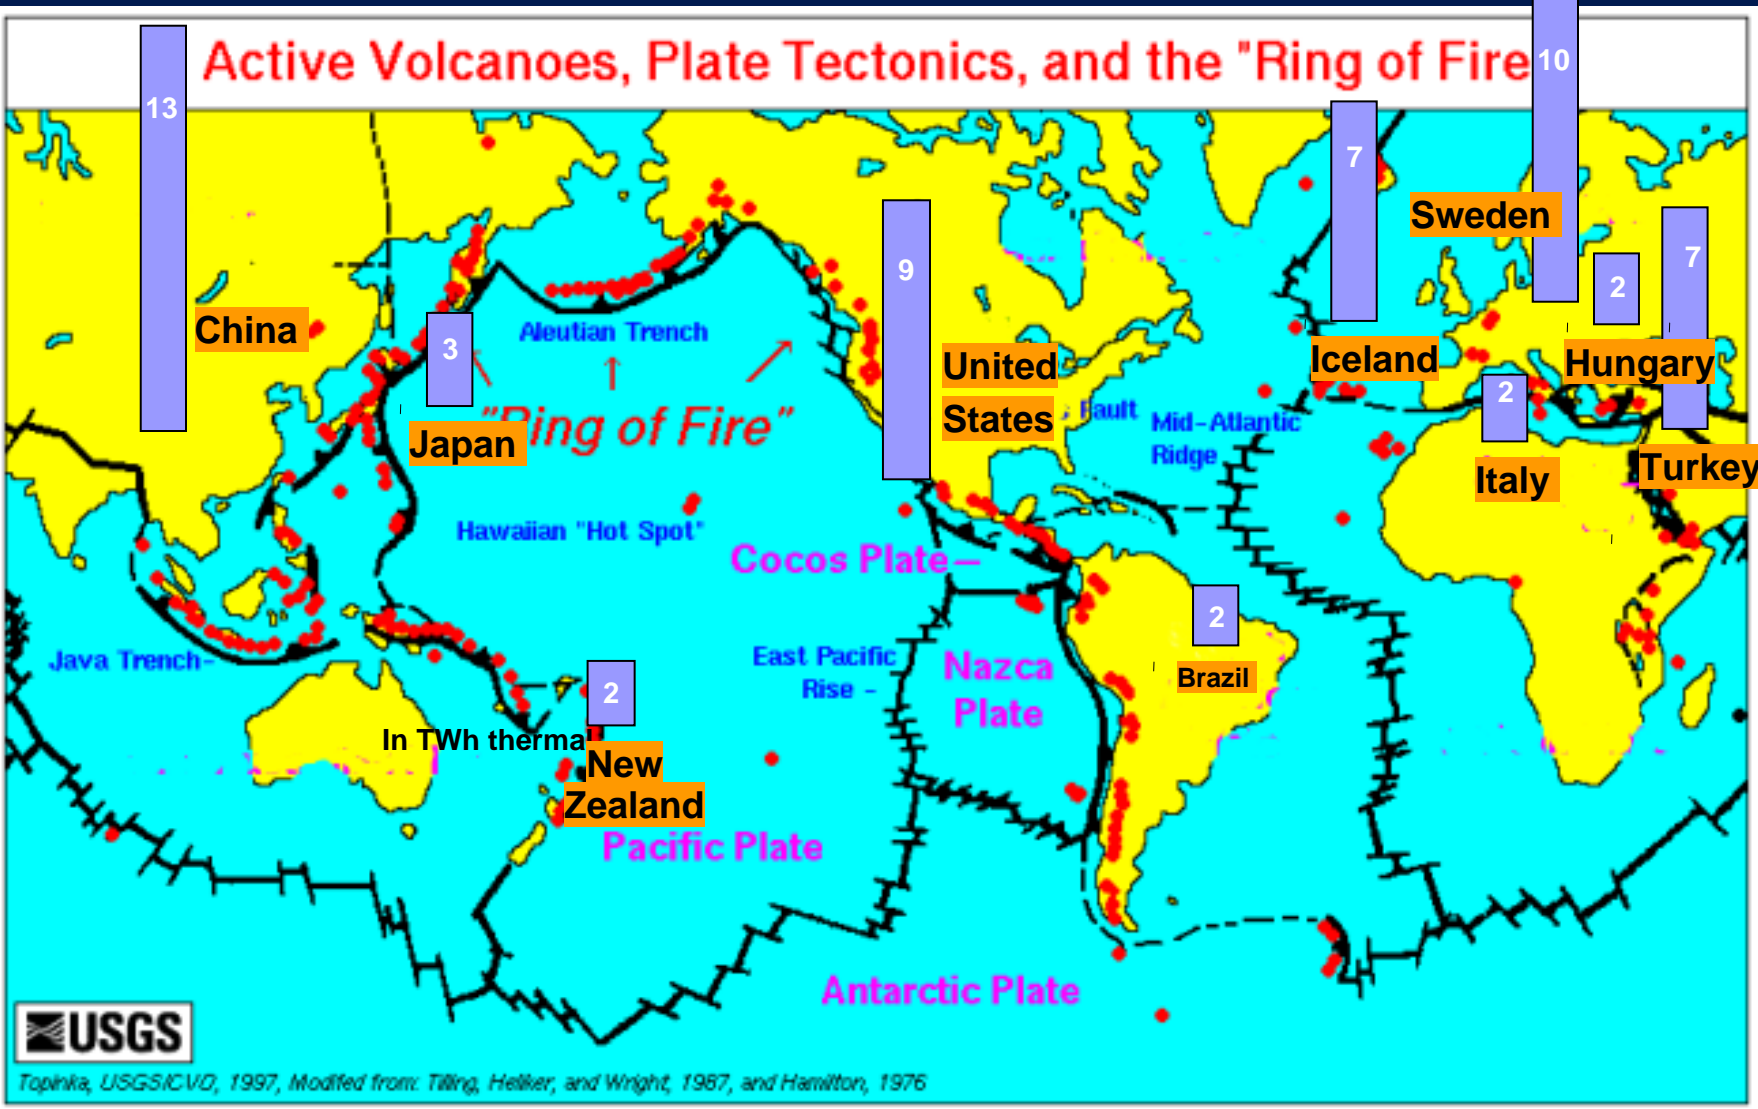 Active Volcanoes, Plate Tectonics, and the "Ring of Fire
13
10
7
Sweden
9
7
2
China
3
Aleutian Trench
United
States
Iceland
Hungary
2
"Ring of Fire"
Japan
Fault
Mid-Atlantic
Ridge
Italy
Turkey
Hawaiian "Hot Spot"
Cocos Plate
2
Java Trench
East Pacific
Rise
Nazca
Plate
Brazil
2
In TWh thermal
New
Zealand
Pacific Plate
Antarctic Plate
USGS
Topinka, USGS/CVO, 1997, Modified from: Tilling, Heliker, and Wright, 1987, and Hamilton, 1976